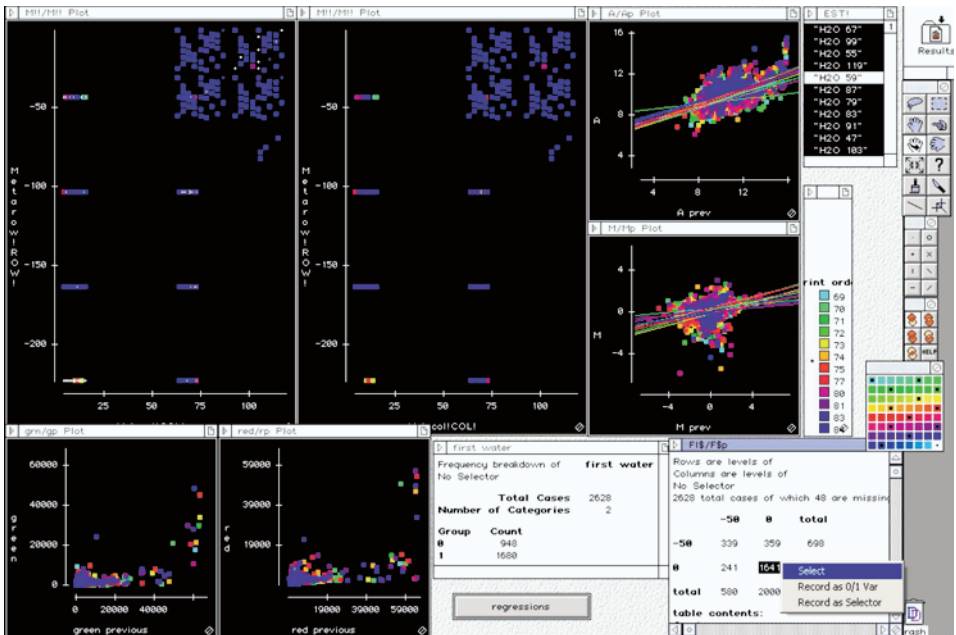 M!!/M!! Plot
-50
-100
-150
-200
Metarow!ROW!
25
50
75
100
M!!/M!! Plot
-50
-100
-150
-200
Metarow!ROW!
25
50
75
100
col!COL!
A/Ap Plot
16
12
8
4
A
4
8
12
A prev
M/Mp Plot
4
0
-4
M
-4
0
4
M prev
EST!
1
"H2O 67"
"H2O 99"
"H2O 55"
"H2O 119"
"H2O 59"
"H2O 87"
"H2O 79"
"H2O 83"
"H2O 91"
"H2O 47"
"H2O 103"
Results
?
HELP
rint orde
69
70
71
72
73
74
75
77
80
81
83
84
grn/gp Plot
60000
40000
20000
0
green
0
20000
40000
green previous
red/rp Plot
59000
39000
19000
red
19000
39000
59000
red previous
first water
Frequency breakdown of first water
No Selector
Total Cases 2628
Number of Categories 2
Group Count
0 948
1 1680
regressions
Fl$/F$p
Rows are levels of
Columns are levels of
No Selector
2628 total cases of which 48 are missing
-50 0 total
-50 339 359 698
0 241 1641
total 580 2000
table contents:
Select
Record as 0/1 Var
Record as Selector
rash